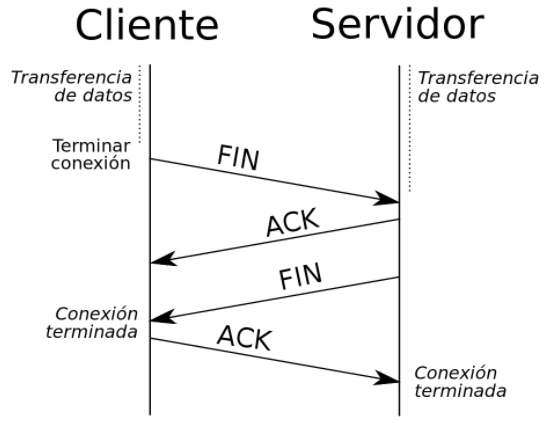 Cliente
Servidor
Transferencia
de datos
Transferencia
de datos
Terminar
conexión
FIN
ACK
FIN
Conexión
terminada
ACK
Conexión
terminada